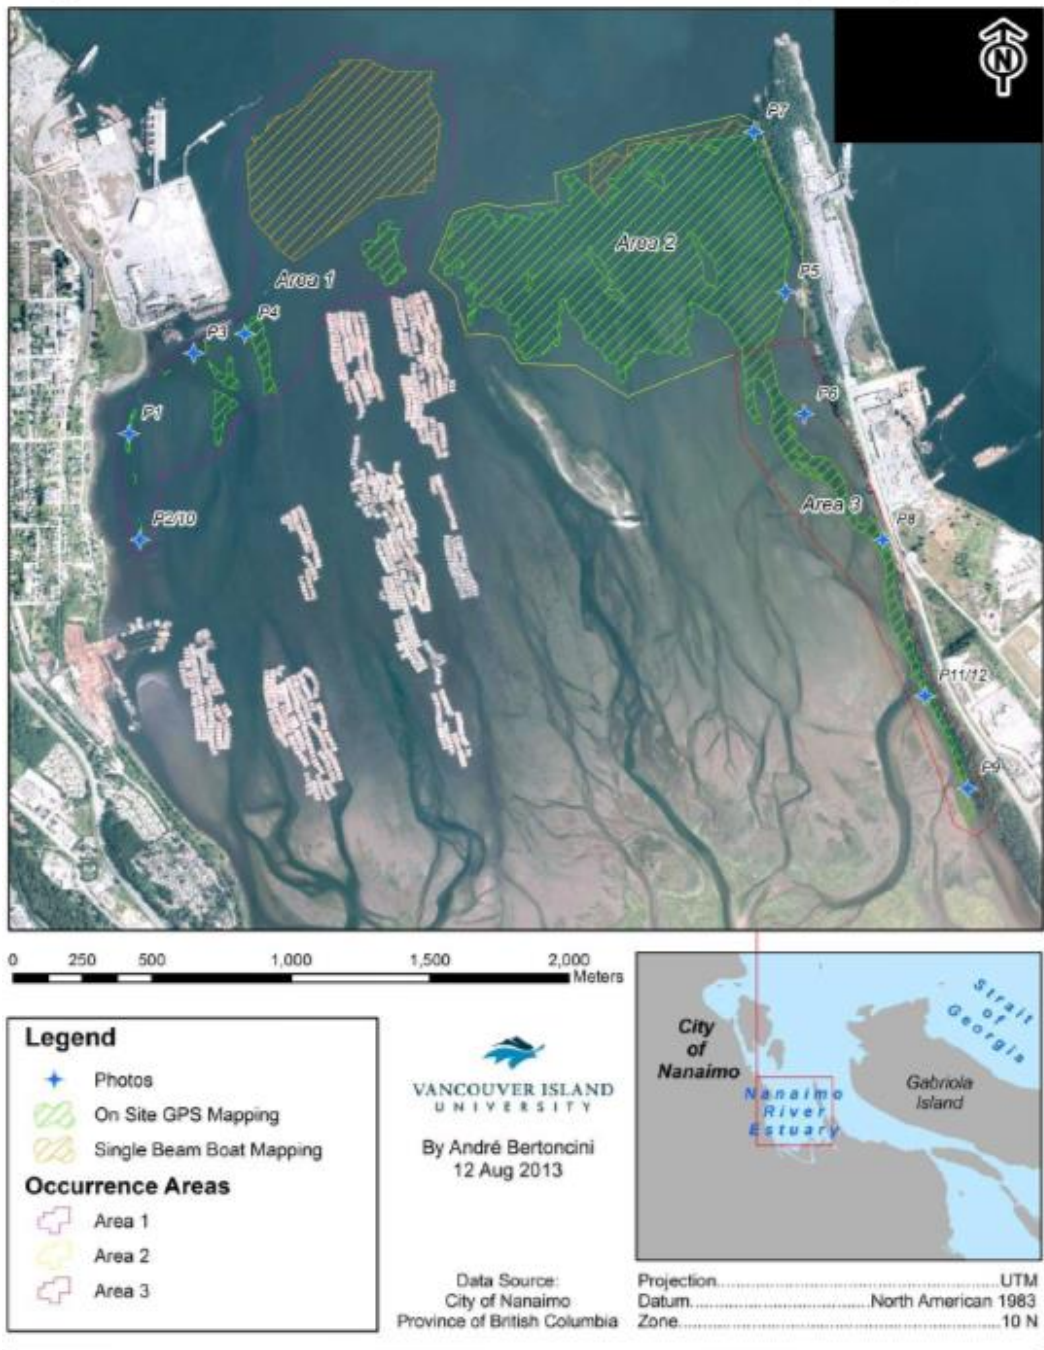 N
P7
Area 2
P5
Area 1
P4
P3
P6
P1
Area 3
P2/10
P8
P11/12
P9
0 250 500 1,000 1,500 2,000
Meters
Legend
Photos
On Site GPS Mapping
Single Beam Boat Mapping
Occurrence Areas
Area 1
Area 2
Area 3
VANCOUVER ISLAND
UNIVERSITY
By André Bertoncini
12 Aug 2013
Data Source:
City of Nanaimo
Province of British Columbia
City
of
Nanaimo
Strait
of
Georgis
Gabriola
Island
Nanaimo
River
Estuary
Projection.......................................................UTM
Datum...................................North American 1983
Zone..............................................................10 N